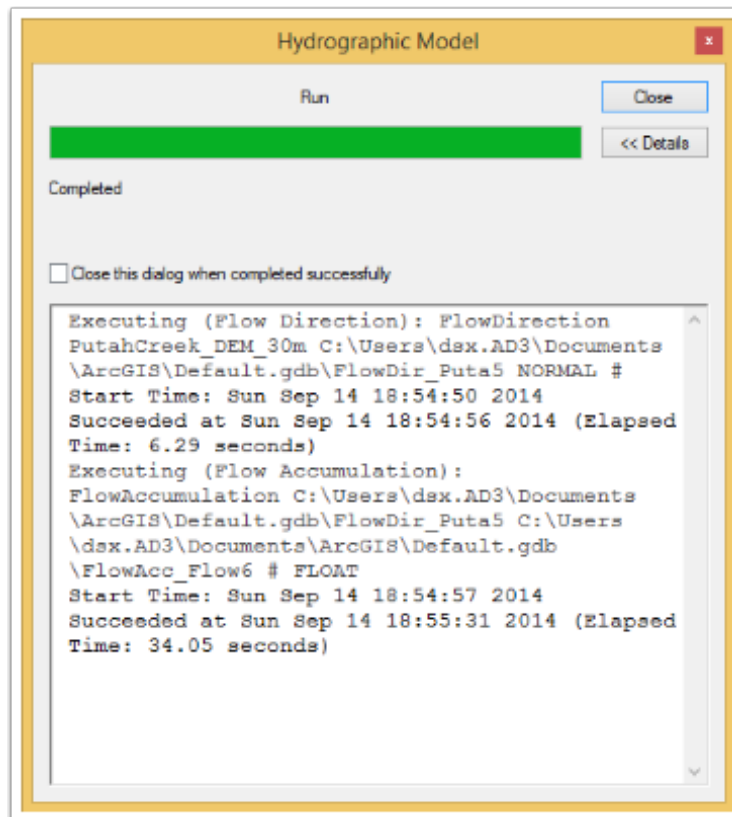 Hydrographic Model
x
Run
Close
<< Details
Completed
Close this dialog when completed successfully
Executing (Flow Direction): FlowDirection
PutahCreek_DEM_30m C:\Users\dsx.AD3\Documents
\ArcGIS\Default.gdb\FlowDir_Puta5 NORMAL #
Start Time: Sun Sep 14 18:54:50 2014
Succeeded at Sun Sep 14 18:54:56 2014 (Elapsed
Time: 6.29 seconds)
Executing (Flow Accumulation):
FlowAccumulation C:\Users\dsx.AD3\Documents
\ArcGIS\Default.gdb\FlowDir_Puta5 C:\Users
\dsx.AD3\Documents\ArcGIS\Default.gdb
\FlowAcc_Flow6 # FLOAT
Start Time: Sun Sep 14 18:54:57 2014
Succeeded at Sun Sep 14 18:55:31 2014 (Elapsed
Time: 34.05 seconds)